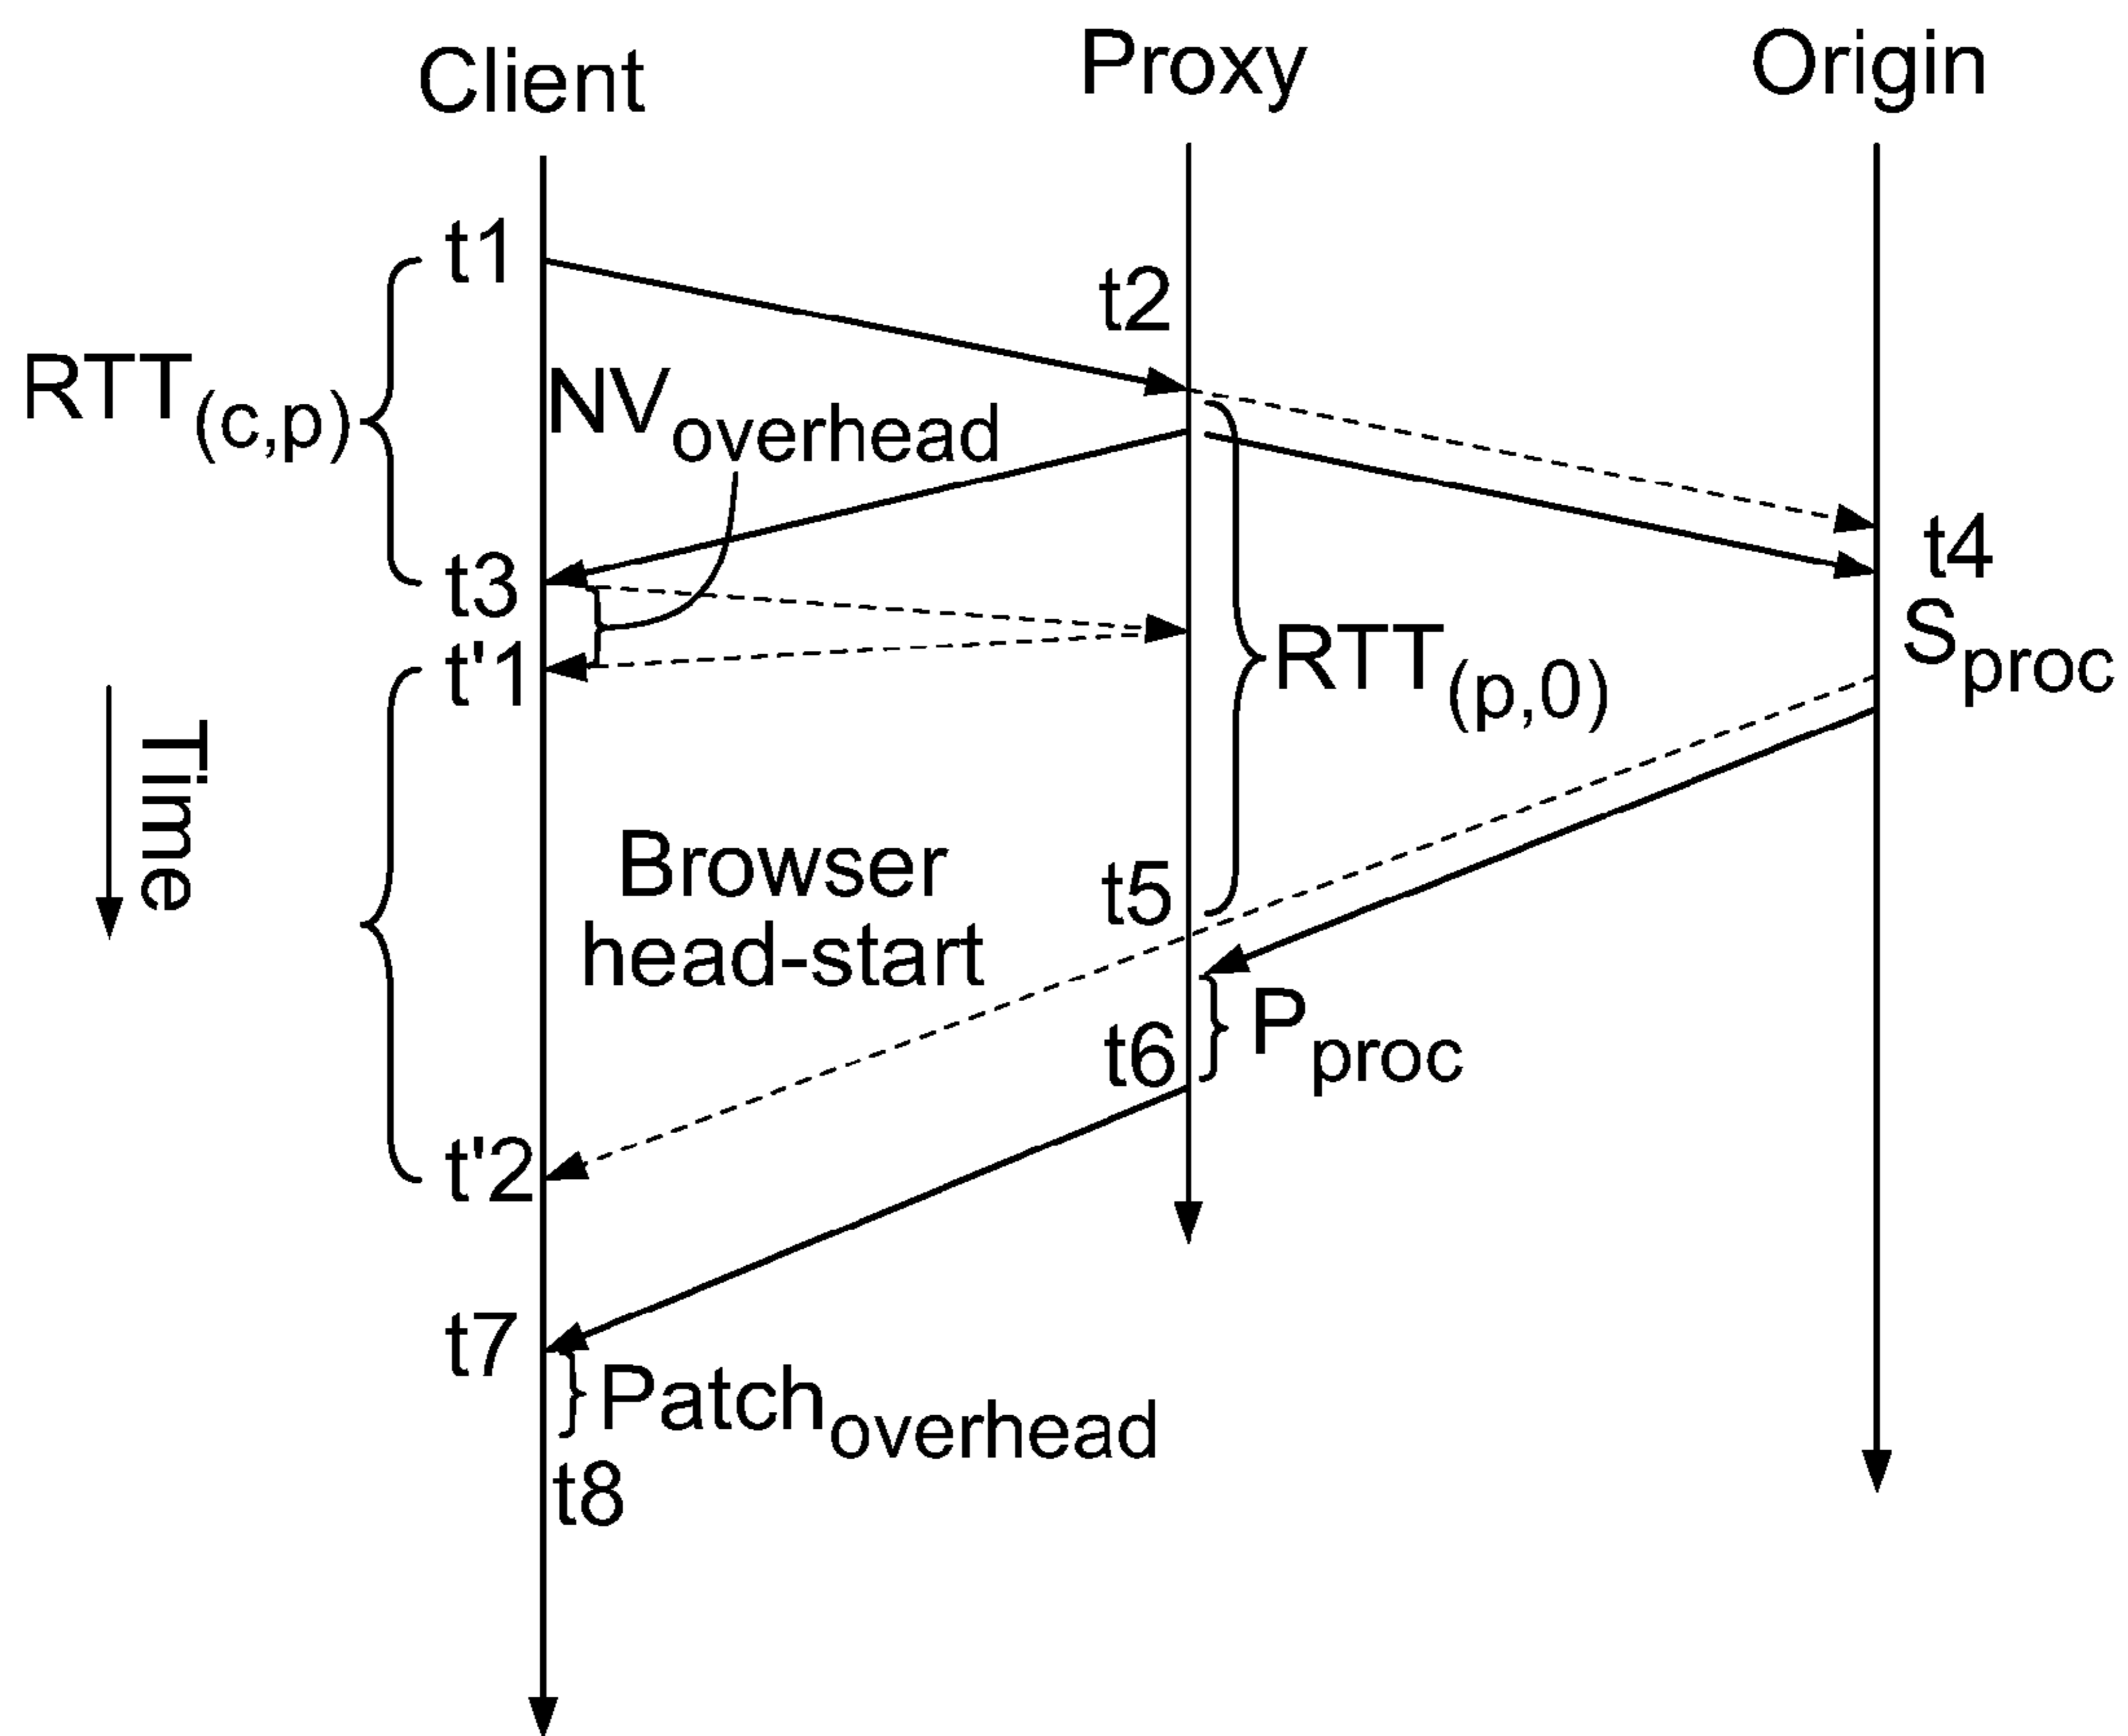 Client
Proxy
Origin
t1
t2
RTT(c,p)
NVoverhead
t3
t4
Sproc
t'1
RTT(p,0)
Time
Browser
head-start
t5
t6
Pproc
t'2
t7
Patchoverhead
t8